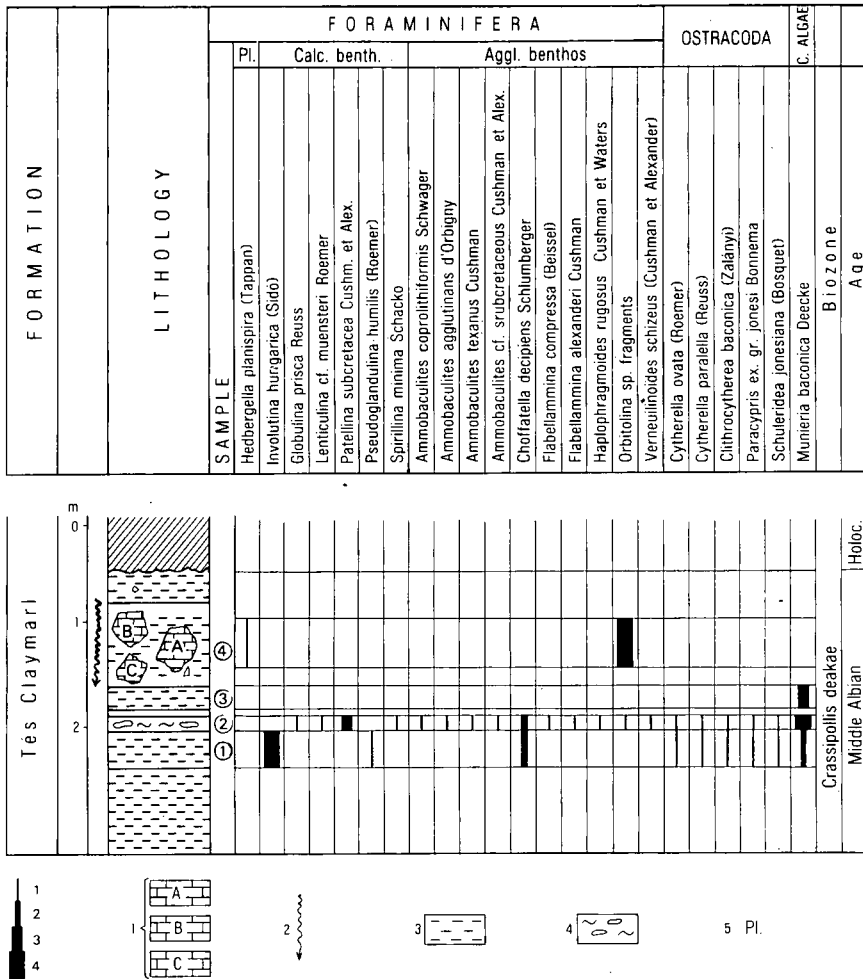 FORAMINIFERA
OSTRACODA
C. ALGAE
Pl.
Calc. benth.
Aggl. benthos
FORMATION
LITHOLOGY
SAMPLE
Hedbergella planispira (Tappan)
Involutina hungarica (Sidó)
Globulina prisca Reuss
Lenticulina cf. muensteri Roemer
Patellina subcretacea Cushm. et Alex.
Pseudoglandulina humilis (Roemer)
Spirillina minima Schacko
Ammobaculites coprolithiformis Schwager
Ammobaculites agglutinans d'Orbigny
Ammobaculites texanus Cushman
Ammobaculites cf. srubcretaceous Cushman et Alex.
Choffatella decipiens Schlumberger
Flabellammina compressa (Beissel)
Flabellammina alexanderi Cushman
Haplophragmoides rugosus Cushman et Waters
Orbitolina sp. fragments
Verneulinoides schizeus (Cushman et Alexander)
Cytherella ovata (Roemer)
Cytherella paralella (Reuss)
Clithrocytherea baconica (Zalányi)
Paracypris ex. gr. jonesi Bonnema
Schuleridea jonesiana (Bosquet)
Munieria baconica Deecke
Biozone
Age
Tés Claymarl
m
0
1
2
B
A
C
4
3
2
1
Crassipollis deakae
Middle Albian
Holoc.
1
2
3
4
1
A
B
C
2
3
4
5 Pl.